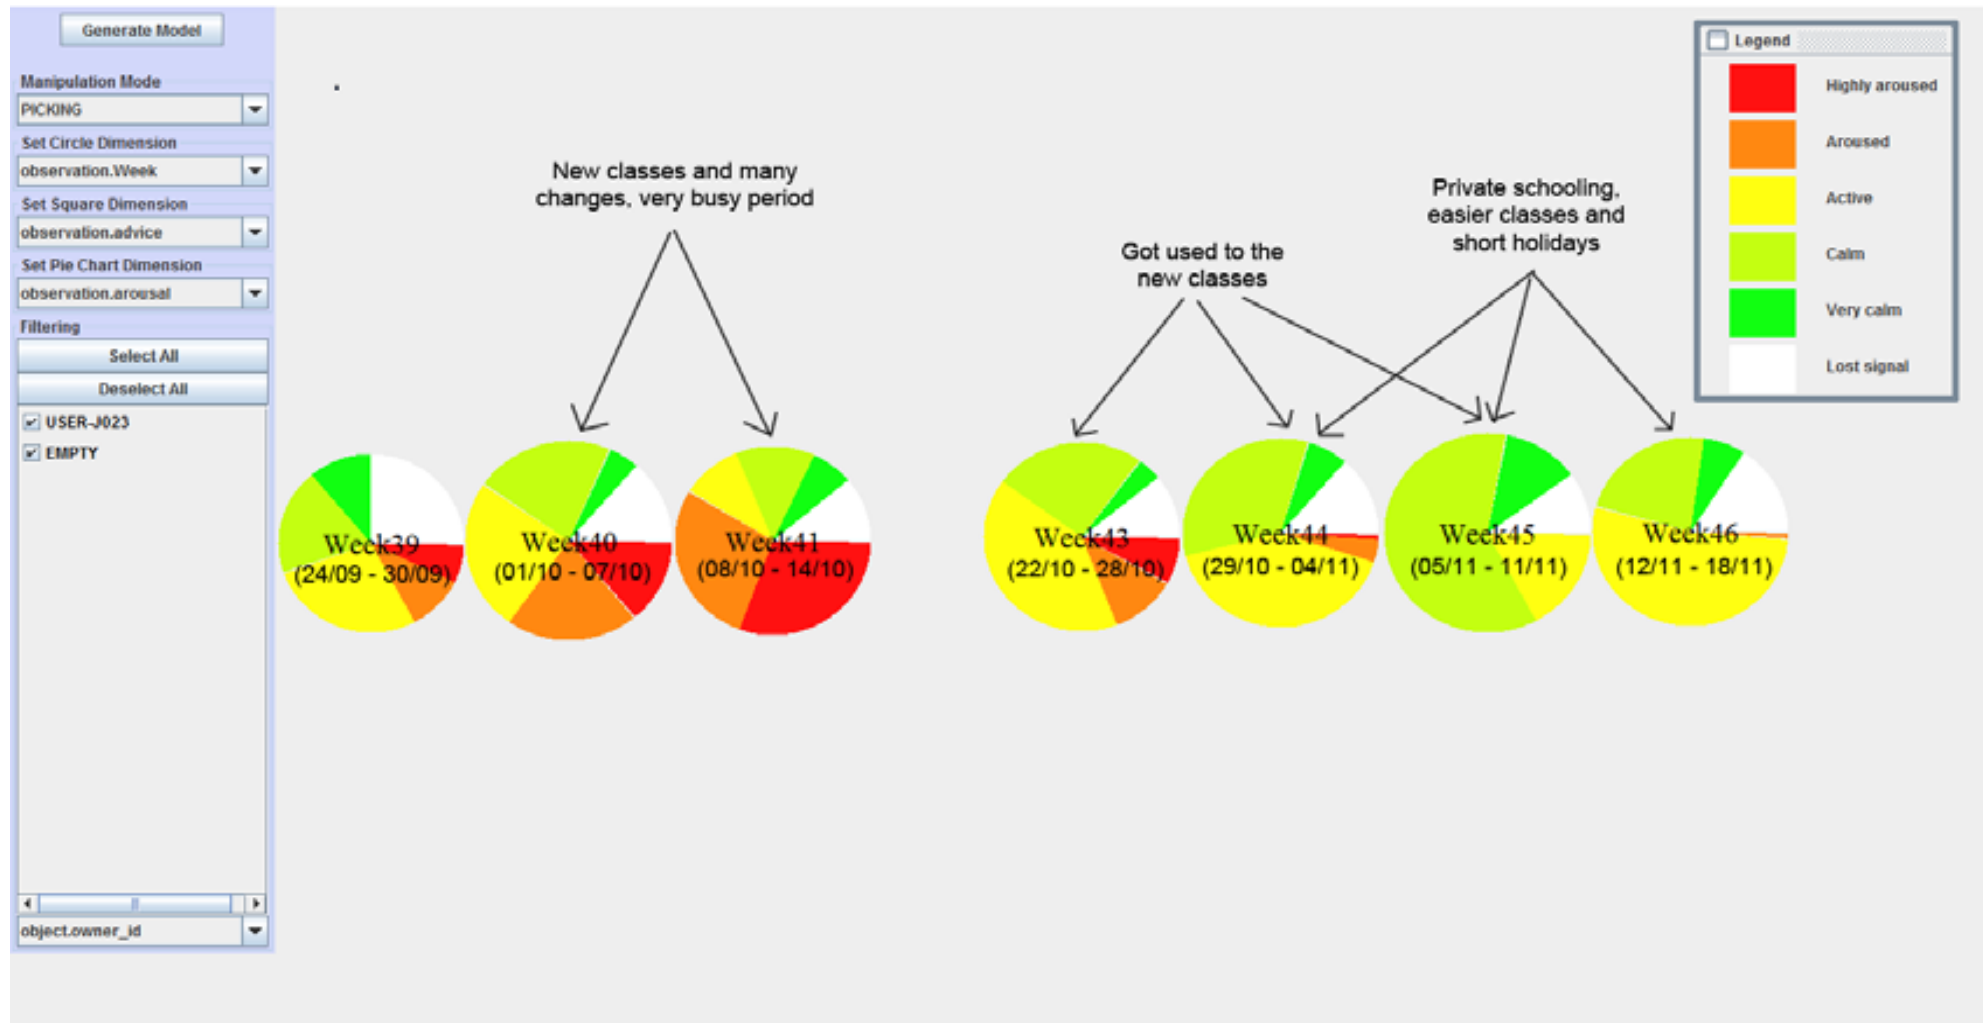 Generate Model
Manipulation Mode
PICKING
Set Circle Dimension
observation.Week
Set Square Dimension
observation.advice
Set Pie Chart Dimension
observation.arousal
Filtering
Select All
Deselect All
USER-J023
EMPTY
object.owner_id
New classes and many
changes, very busy period
Got used to the
new classes
Private schooling,
easier classes and
short holidays
Week39
(24/09 - 30/09)
Week40
(01/10 - 07/10)
Week41
(08/10 - 14/10)
Week43
(22/10 - 28/10)
Week44
(29/10 - 04/11)
Week45
(05/11 - 11/11)
Week46
(12/11 - 18/11)
Legend
Highly aroused
Aroused
Active
Calm
Very calm
Lost signal